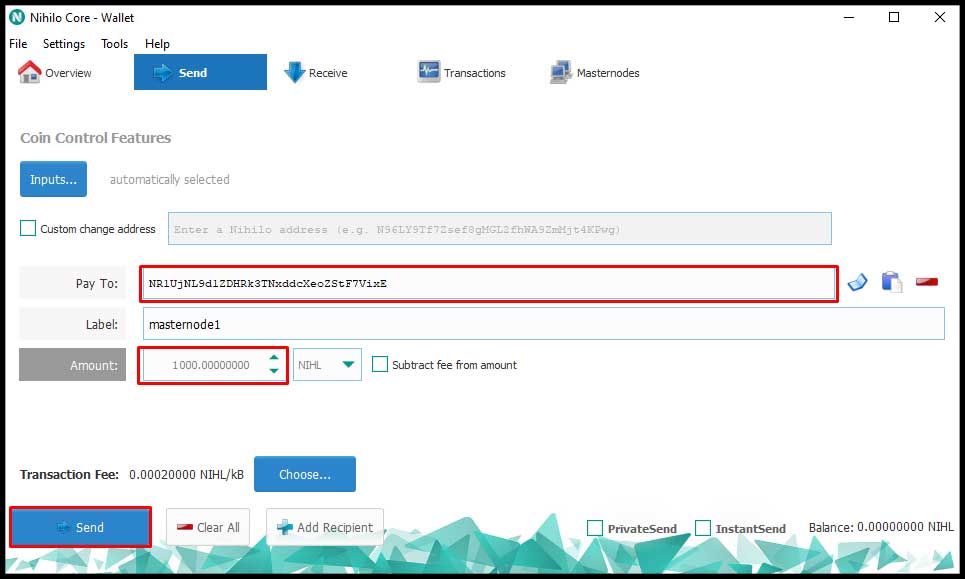 Nihilo Core - Wallet
File Settings Tools Help
Overview Send Receive Transactions Masternodes
Coin Control Features
Inputs... automatically selected
Custom change address Enter a Nihilo address (e.g. N96LY9Tf7Zsef8gMGL2fhWA9ZmMjt4KPwg)
Pay To: NR1UjNL9d1ZDHRk3TNxddcXeoZStF7VixE
Label: masternode1
Amount: 1000.00000000 NIHL Subtract fee from amount
Transaction Fee: 0.00020000 NIHL/kB Choose...
Send Clear All Add Recipient PrivateSend InstantSend Balance: 0.00000000 NIHL